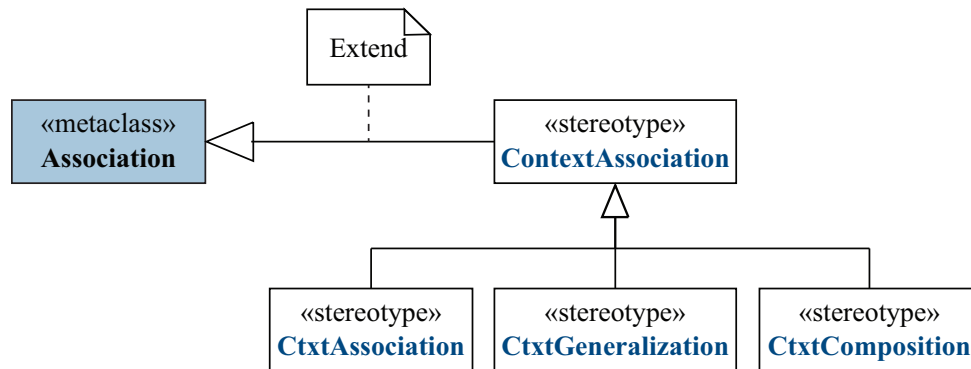 Extend
«metaclass»
Association
«stereotype»
ContextAssociation
«stereotype»
CtxtAssociation
«stereotype»
CtxtGeneralization
«stereotype»
CtxtComposition